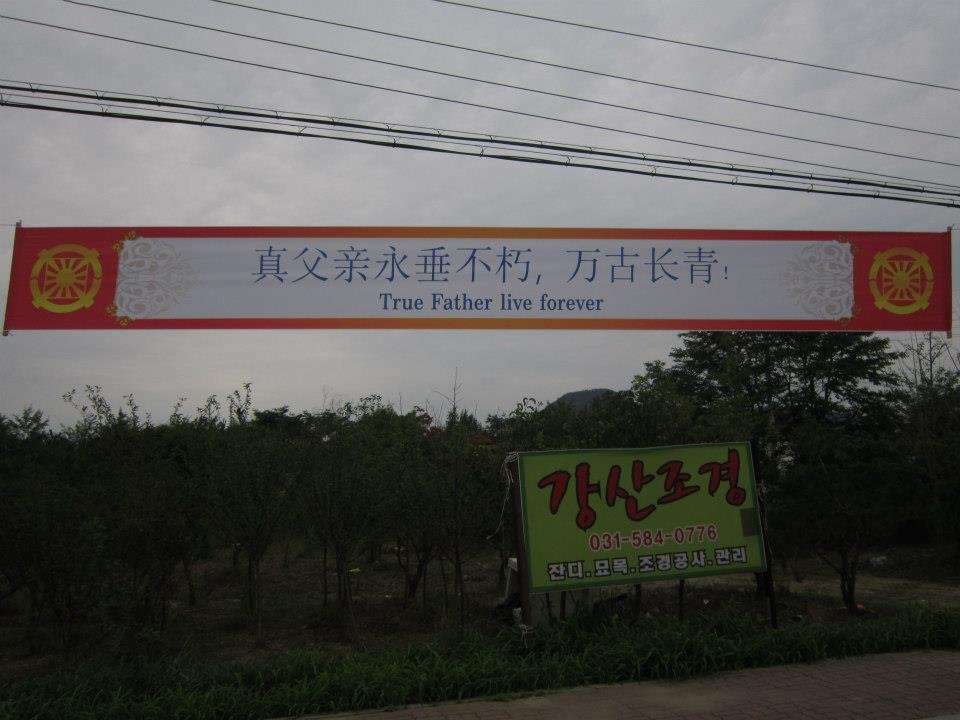 真父亲永垂不朽，万古长青！
True Father live forever
강산조경
031-584-0776
잔디.묘목.조경공사.관리